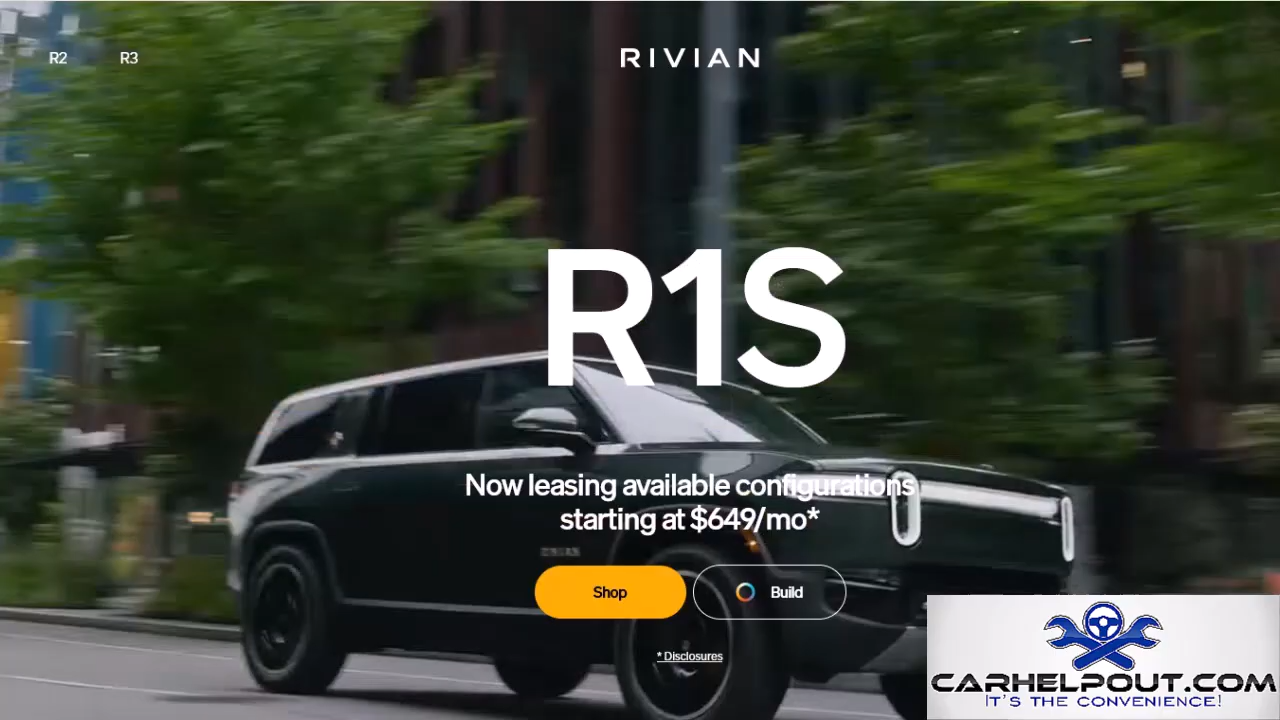 R2 R3 RIVIAN
R1S
Now leasing available configurations
starting at $649/mo*
RIVIAN
Shop Build
* Disclosures
CARHELPOUT.COM
IT'S THE CONVENIENCE!